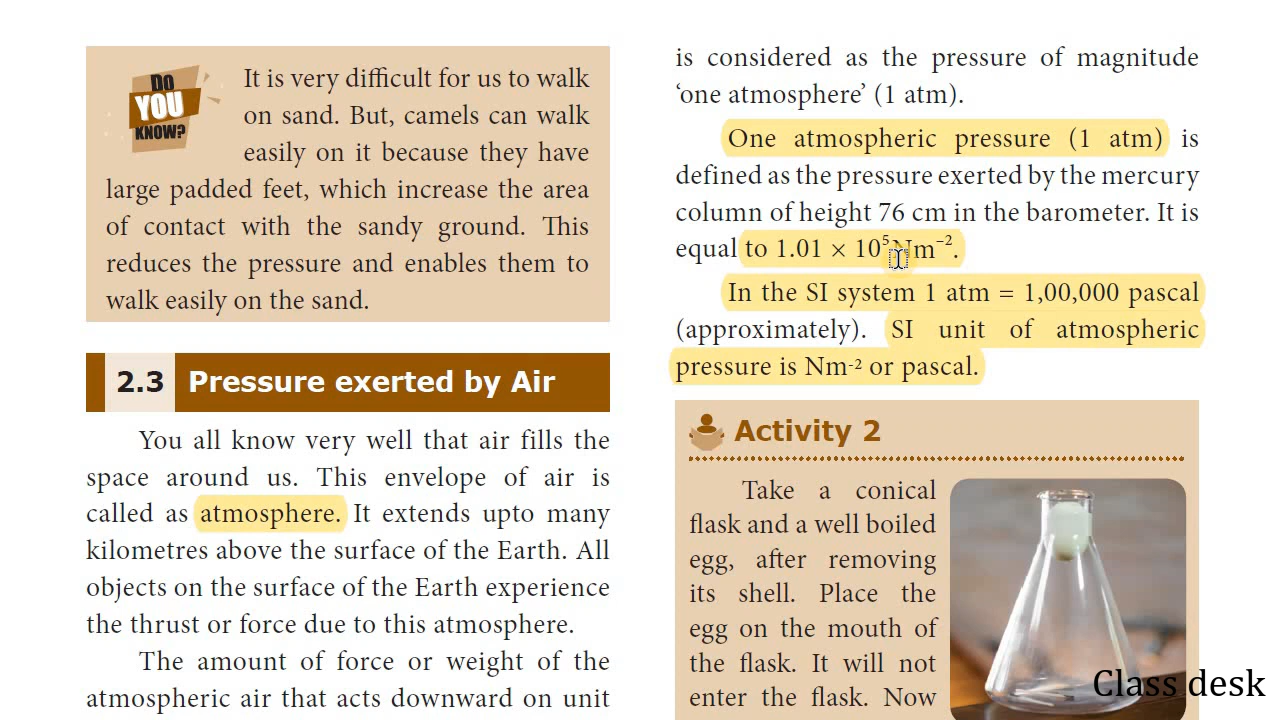 DO
YOU
KNOW?
It is very difficult for us to walk
on sand. But, camels can walk
easily on it because they have
large padded feet, which increase the area
of contact with the sandy ground. This
reduces the pressure and enables them to
walk easily on the sand.
2.3 Pressure exerted by Air
You all know very well that air fills the
space around us. This envelope of air is
called as atmosphere. It extends upto many
kilometres above the surface of the Earth. All
objects on the surface of the Earth experience
the thrust or force due to this atmosphere.
The amount of force or weight of the
atmospheric air that acts downward on unit
is considered as the pressure of magnitude
‘one atmosphere’ (1 atm).
One atmospheric pressure (1 atm) is
defined as the pressure exerted by the mercury
column of height 76 cm in the barometer. It is
equal to 1.01 × 10⁵Nm⁻².
In the SI system 1 atm = 1,00,000 pascal
(approximately). SI unit of atmospheric
pressure is Nm-² or pascal.
Activity 2
Take a conical
flask and a well boiled
egg, after removing
its shell. Place the
egg on the mouth of
the flask. It will not
enter the flask. Now
Class desk